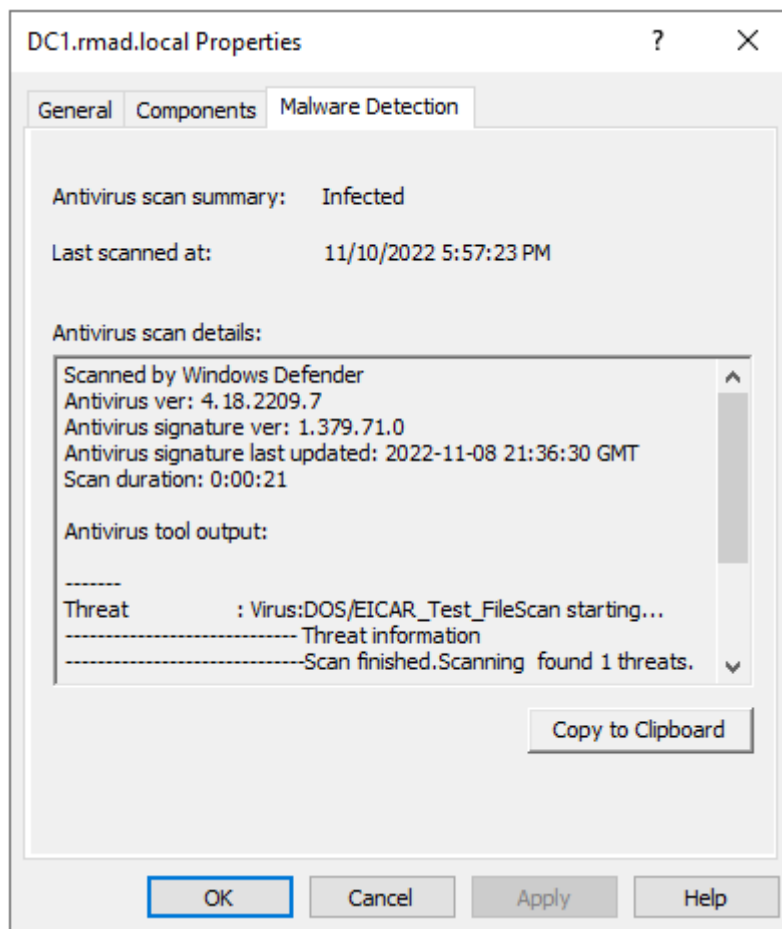 DC1.rmad.local Properties
General Components Malware Detection
Antivirus scan summary: Infected
Last scanned at: 11/10/2022 5:57:23 PM
Antivirus scan details:
Scanned by Windows Defender
Antivirus ver: 4.18.2209.7
Antivirus signature ver: 1.379.71.0
Antivirus signature last updated: 2022-11-08 21:36:30 GMT
Scan duration: 0:00:21
Antivirus tool output:
-------
Threat : Virus:DOS/EICAR_Test_FileScan starting...
----------------------------- Threat information
------------------------------Scan finished.Scanning found 1 threats.
Copy to Clipboard
OK Cancel Apply Help